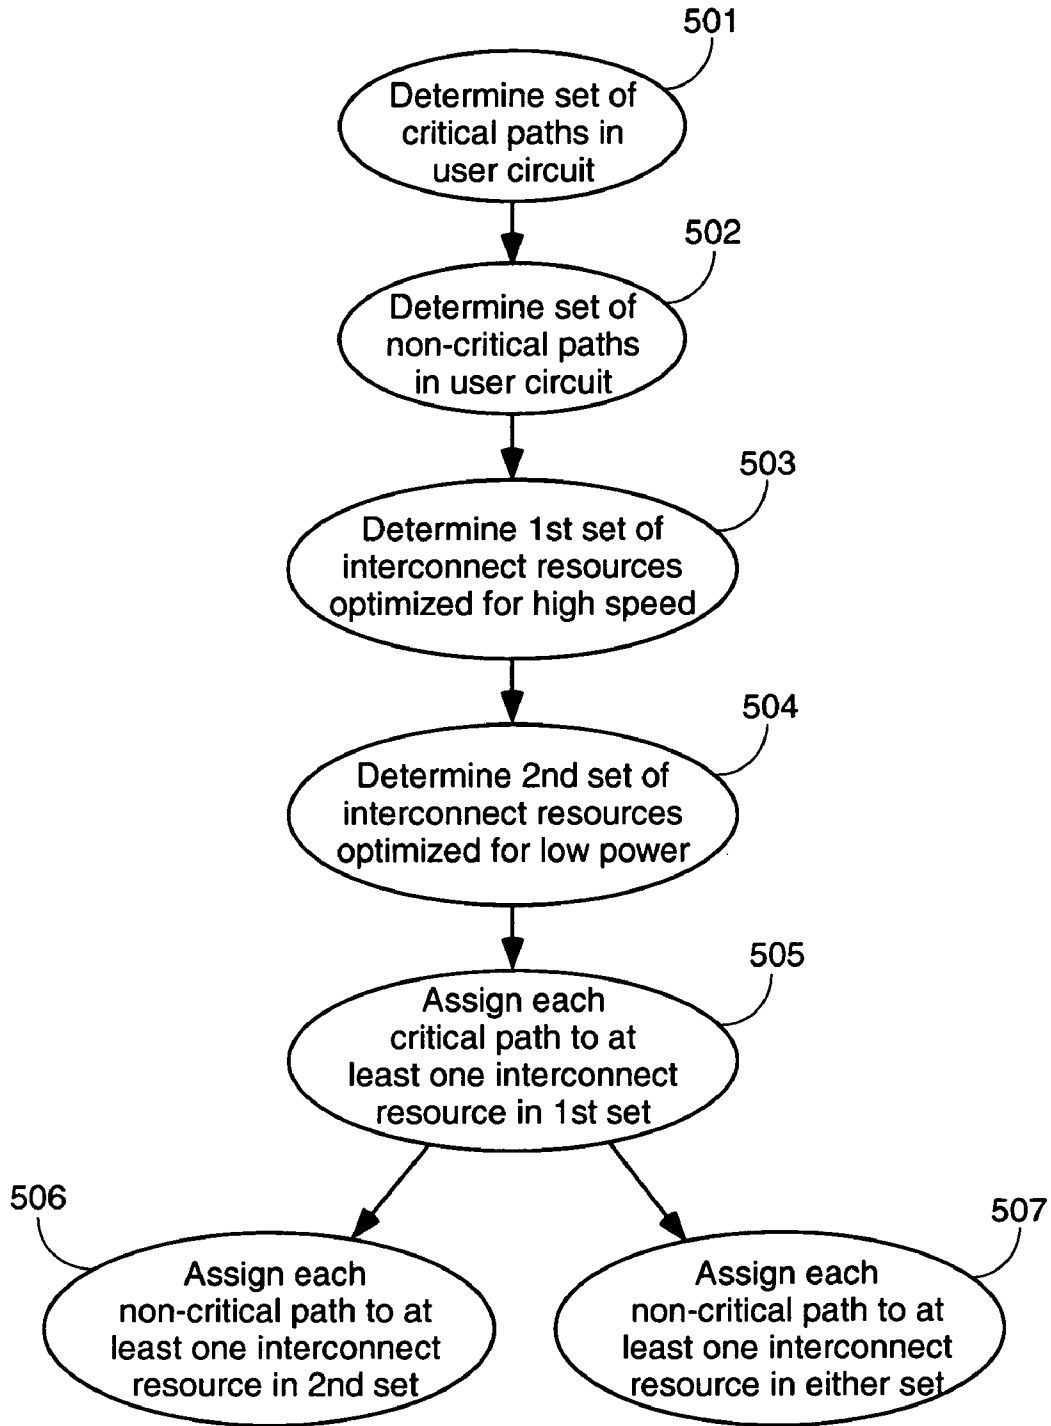 501
Determine set of
critical paths in
user circuit
502
Determine set of
non-critical paths
in user circuit
503
Determine 1st set of
interconnect resources
optimized for high speed
504
Determine 2nd set of
interconnect resources
optimized for low power
505
Assign each
critical path to at
least one interconnect
resource in 1st set
506
Assign each
non-critical path to at
least one interconnect
resource in 2nd set
507
Assign each
non-critical path to at
least one interconnect
resource in either set